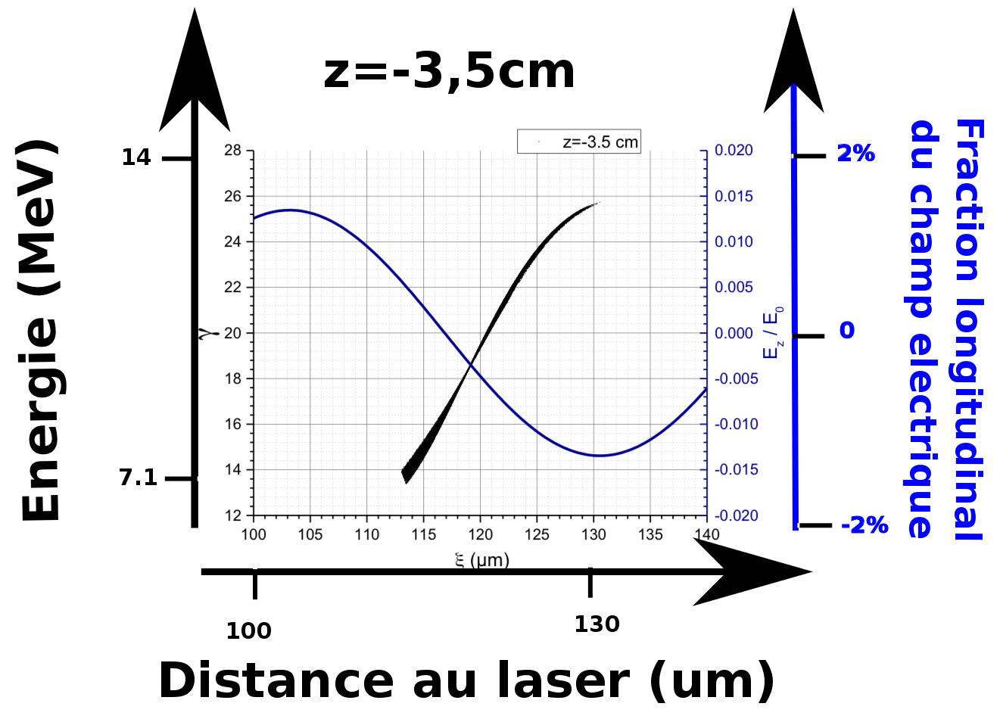 z=-3,5cm
z=-3.5 cm
Energie (MeV)
14
7.1
28
26
24
22
20
18
16
14
12
γ
0.020
0.015
0.010
0.005
0.000
-0.005
-0.010
-0.015
-0.020
E_z / E_0
2%
0
-2%
Fraction longitudinal
du champ electrique
100 105 110 115 120 125 130 135 140
ξ (μm)
100 130
Distance au laser (um)